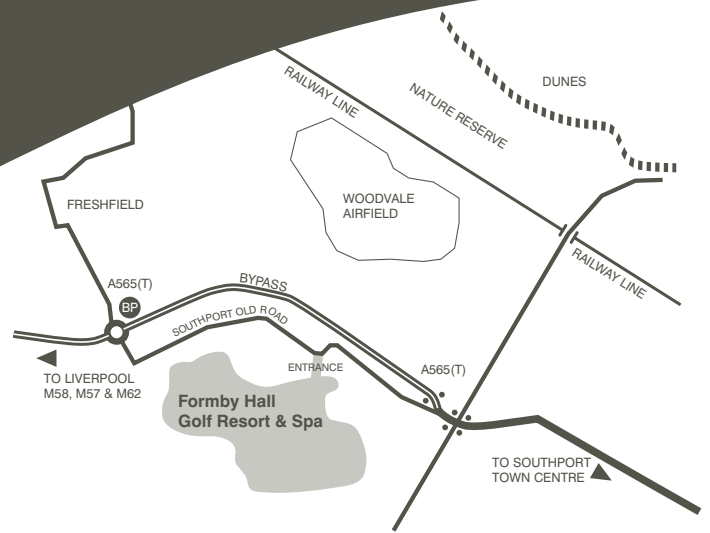 DUNES
RAILWAY LINE
NATURE RESERVE
WOODVALE
AIRFIELD
FRESHFIELD
RAILWAY LINE
A565(T)
BP
BYPASS
SOUTHPORT OLD ROAD
ENTRANCE
A565(T)
TO LIVERPOOL
M58, M57 & M62
Formby Hall
Golf Resort & Spa
TO SOUTHPORT
TOWN CENTRE